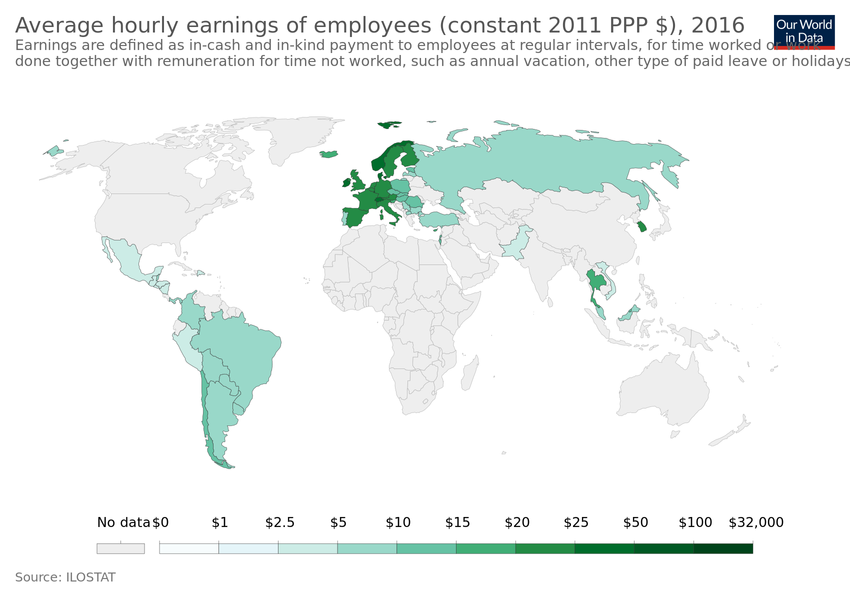 Average hourly earnings of employees (constant 2011 PPP $), 2016
Our World
in Data
Earnings are defined as in-cash and in-kind payment to employees at regular intervals, for time worked or work
done together with remuneration for time not worked, such as annual vacation, other type of paid leave or holidays
No data $0 $1 $2.5 $5 $10 $15 $20 $25 $50 $100 $32,000
Source: ILOSTAT